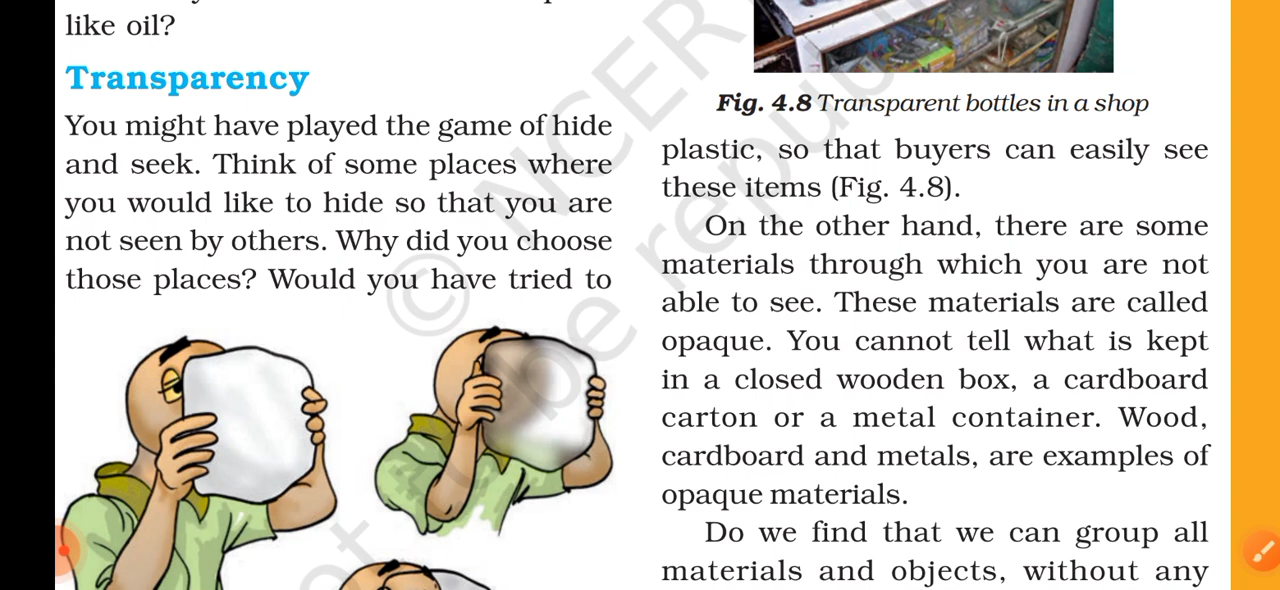 like oil?
Transparency
You might have played the game of hide
and seek. Think of some places where
you would like to hide so that you are
not seen by others. Why did you choose
those places? Would you have tried to
Fig. 4.8 Transparent bottles in a shop
plastic, so that buyers can easily see
these items (Fig. 4.8).
On the other hand, there are some
materials through which you are not
able to see. These materials are called
opaque. You cannot tell what is kept
in a closed wooden box, a cardboard
carton or a metal container. Wood,
cardboard and metals, are examples of
opaque materials.
Do we find that we can group all
materials and objects, without any
© NCER
be repu